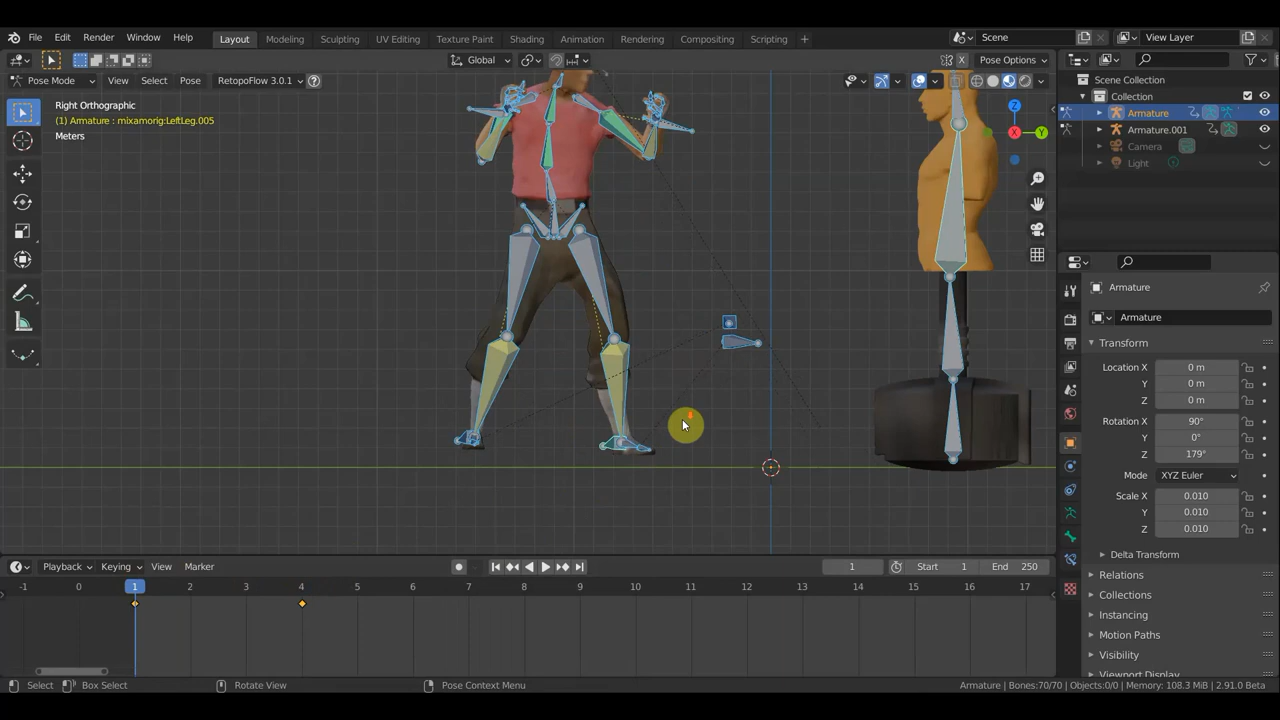 File Edit Render Window Help Layout Modeling Sculpting UV Editing Texture Paint Shading Animation Rendering Compositing Scripting + Scene View Layer
Global Pose Options
Pose Mode View Select Pose RetopoFlow 3.0.1 ?
Scene Collection
Collection
Armature
Armature.001
Camera
Light
Right Orthographic
(1) Armature : mixamorig:LeftLeg.005
Meters
Z
X
Y
Armature
Armature
Transform
Location X 0 m
Y 0 m
Z 0 m
Rotation X 90°
Y 0°
Z 179°
Mode XYZ Euler
Scale X 0.010
Y 0.010
Z 0.010
Delta Transform
Relations
Collections
Instancing
Motion Paths
Visibility
Viewport Display
Playback Keying View Marker 1 Start 1 End 250
-1 0 1 2 3 4 5 6 7 8 9 10 11 12 13 14 15 16 17
Select Box Select Rotate View Pose Context Menu Armature | Bones:70/70 | Objects:0/0 | Memory: 108.3 MiB | 2.91.0 Beta